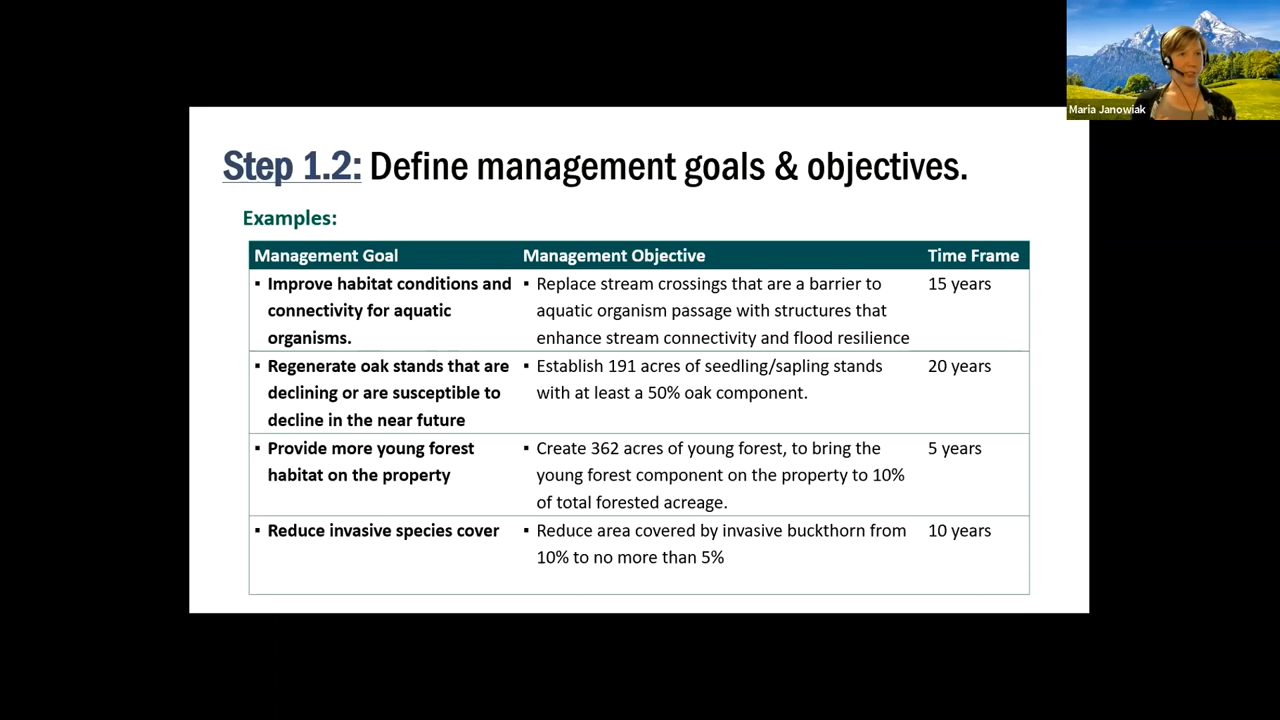 Maria Janowiak
Step 1.2: Define management goals & objectives.
Examples:
Management Goal Management Objective Time Frame
▪ Improve habitat conditions and
connectivity for aquatic
organisms.
▪ Replace stream crossings that are a barrier to
aquatic organism passage with structures that
enhance stream connectivity and flood resilience
15 years
▪ Regenerate oak stands that are
declining or are susceptible to
decline in the near future
▪ Establish 191 acres of seedling/sapling stands
with at least a 50% oak component.
20 years
▪ Provide more young forest
habitat on the property
▪ Create 362 acres of young forest, to bring the
young forest component on the property to 10%
of total forested acreage.
5 years
▪ Reduce invasive species cover
▪ Reduce area covered by invasive buckthorn from
10% to no more than 5%
10 years